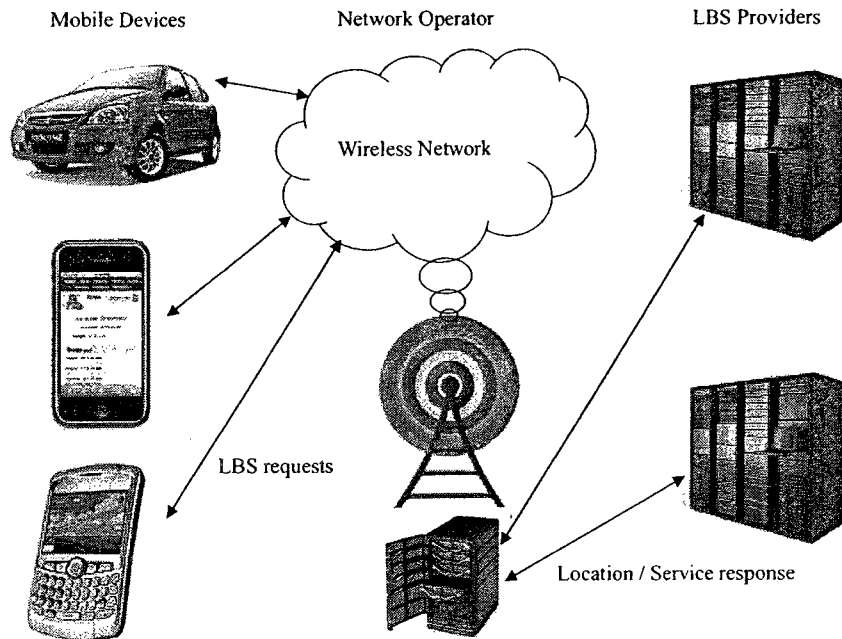 Mobile Devices
Network Operator
LBS Providers
Wireless Network
LBS requests
Location / Service response